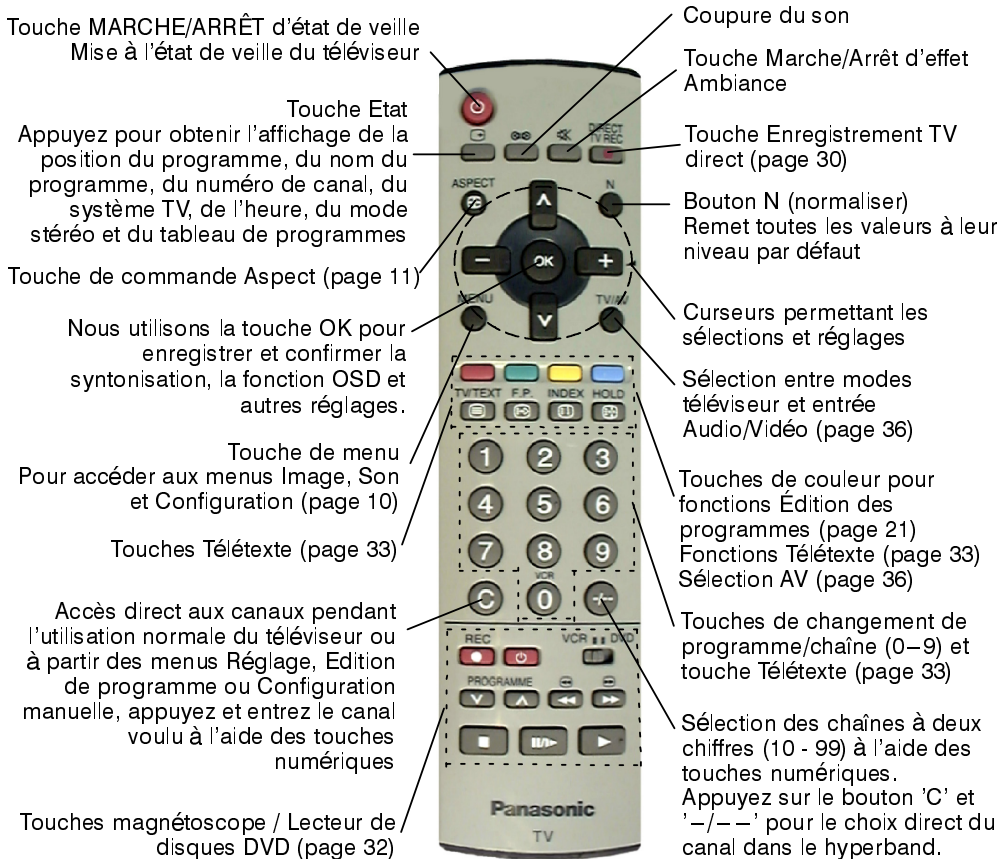 Touche MARCHE/ARRÊT d'état de veille
Mise à l'état de veille du téléviseur
Touche Etat
Appuyez pour obtenir l'affichage de la
position du programme, du nom du
programme, du numéro de canal, du
système TV, de l'heure, du mode
stéréo et du tableau de programmes
Touche de commande Aspect (page 11)
Nous utilisons la touche OK pour
enregistrer et confirmer la
syntonisation, la fonction OSD et
autres réglages.
Touche de menu
Pour accéder aux menus Image, Son
et Configuration (page 10)
Touches Télétexte (page 33)
Accès direct aux canaux pendant
l'utilisation normale du téléviseur ou
à partir des menus Réglage, Edition
de programme ou Configuration
manuelle, appuyez et entrez le canal
voulu à l'aide des touches
numériques
Touches magnétoscope / Lecteur de
disques DVD (page 32)
DIRECT
TV REC
ASPECT
N
OK
MENU
TV/AV
TV/TEXT F.P. INDEX HOLD
1 2 3
4 5 6
7 8 9
VCR
C 0 -/--
REC VCR DVD
PROGRAMME
Panasonic
TV
Coupure du son
Touche Marche/Arrêt d'effet
Ambiance
Touche Enregistrement TV
direct (page 30)
Bouton N (normaliser)
Remet toutes les valeurs à leur
niveau par défaut
Curseurs permettant les
sélections et réglages
Sélection entre modes
téléviseur et entrée
Audio/Vidéo (page 36)
Touches de couleur pour
fonctions Édition des
programmes (page 21)
Fonctions Télétexte (page 33)
Sélection AV (page 36)
Touches de changement de
programme/chaîne (0−9) et
touche Télétexte (page 33)
Sélection des chaînes à deux
chiffres (10 - 99) à l'aide des
touches numériques.
Appuyez sur le bouton 'C' et
'−/−−' pour le choix direct du
canal dans le hyperband.